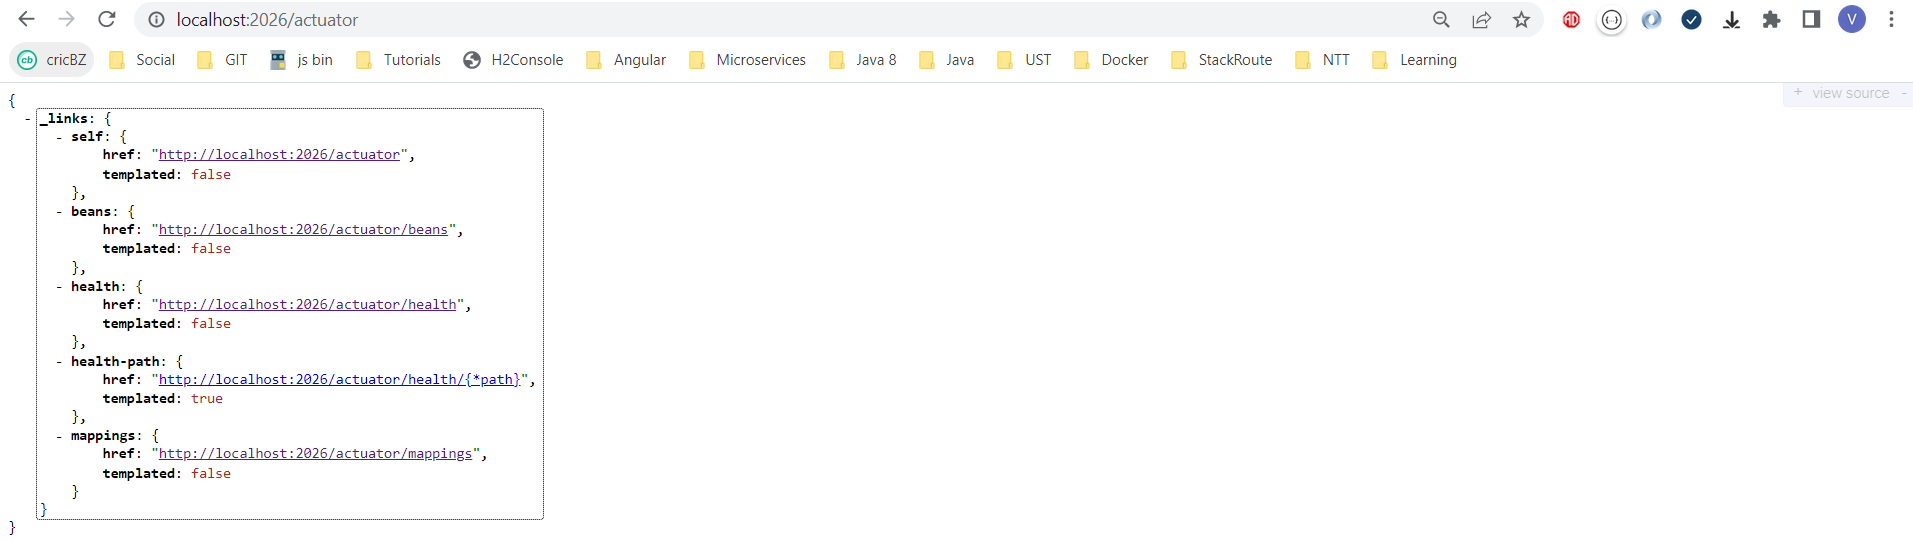 localhost:2026/actuator
AD
{··}
V
cb cricBZ Social GIT js bin Tutorials H2Console Angular Microservices Java 8 Java UST Docker StackRoute NTT Learning
+ view source -
{
- _links: {
- self: {
href: "http://localhost:2026/actuator",
templated: false
},
- beans: {
href: "http://localhost:2026/actuator/beans",
templated: false
},
- health: {
href: "http://localhost:2026/actuator/health",
templated: false
},
- health-path: {
href: "http://localhost:2026/actuator/health/{*path}",
templated: true
},
- mappings: {
href: "http://localhost:2026/actuator/mappings",
templated: false
}
}
}